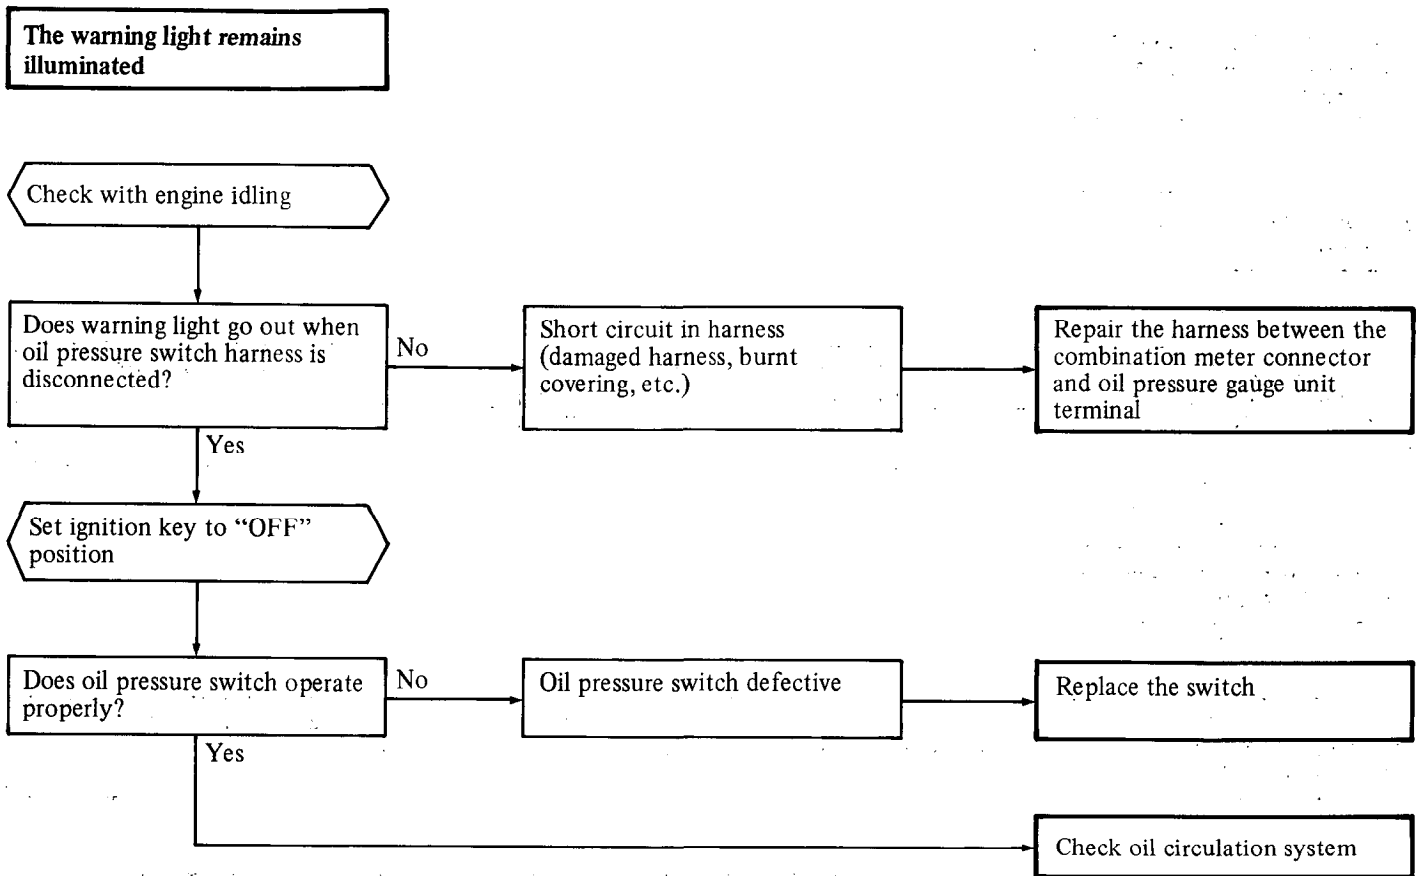 The warning light remains
illuminated
Check with engine idling
Does warning light go out when
oil pressure switch harness is
disconnected?
No
Short circuit in harness
(damaged harness, burnt
covering, etc.)
Repair the harness between the
combination meter connector
and oil pressure gauge unit
terminal
Yes
Set ignition key to “OFF”
position
Does oil pressure switch operate
properly?
No
Oil pressure switch defective
Replace the switch
Yes
Check oil circulation system